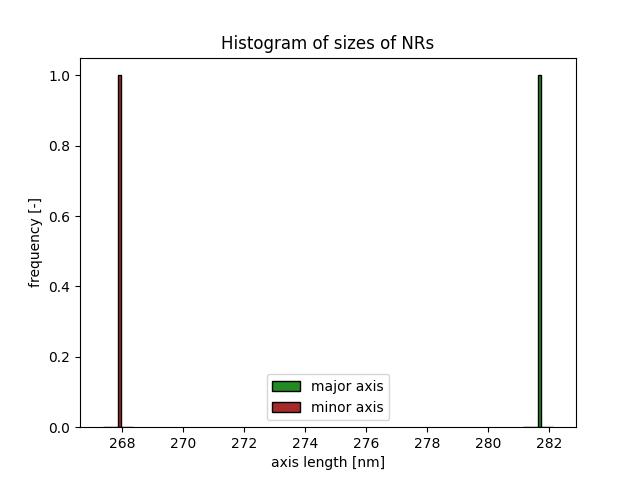 Histogram of sizes of NRs
1.0
0.8
0.6
0.4
0.2
0.0
frequency [-]
major axis
minor axis
268 270 272 274 276 278 280 282
axis length [nm]